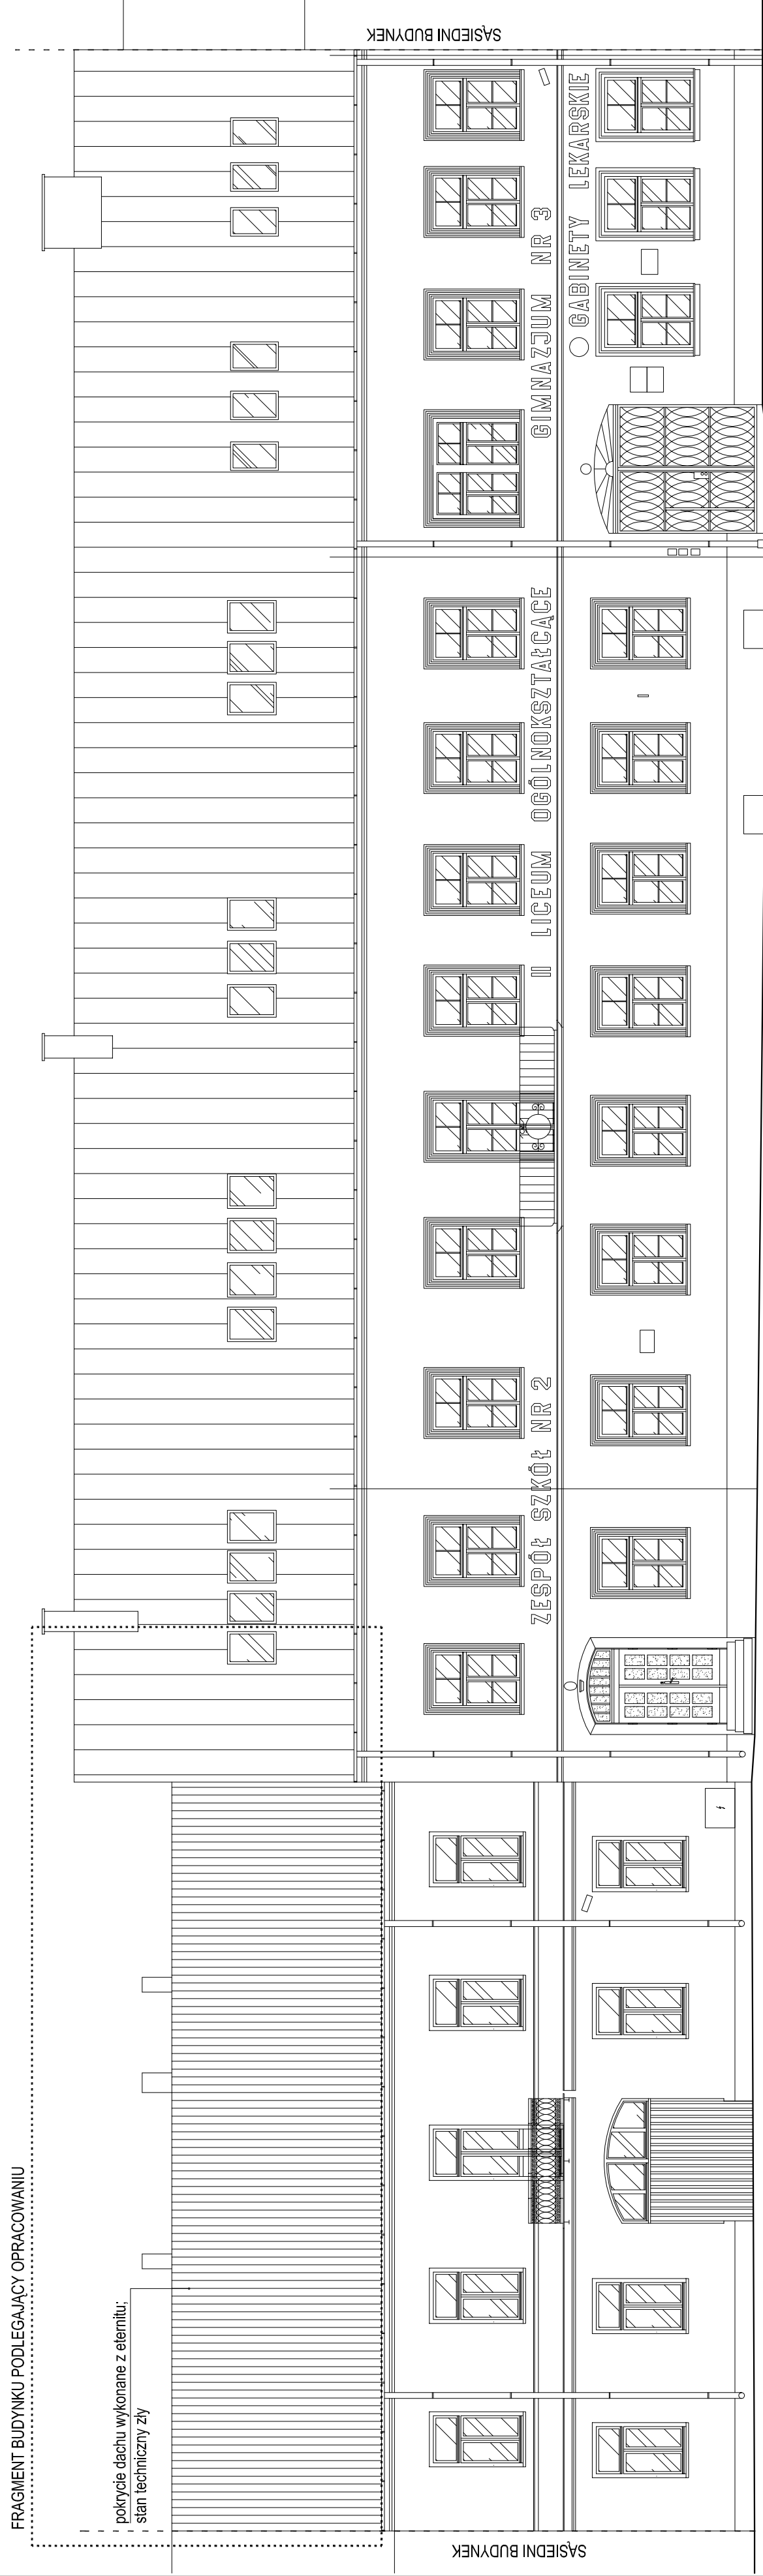 FRAGMENT BUDYNKU PODLEGAJĄCY OPRACOWANIU
pokrycie dachu wykonane z eternitu;
stan techniczny zły
SĄSIEDNI BUDYNEK
ZESPÓŁ SZKÓŁ NR 2
II LICEUM OGÓLNOKSZTAŁCĄCE
GIMNAZJUM NR 3
GABINETY LEKARSKIE
SĄSIEDNI BUDYNEK